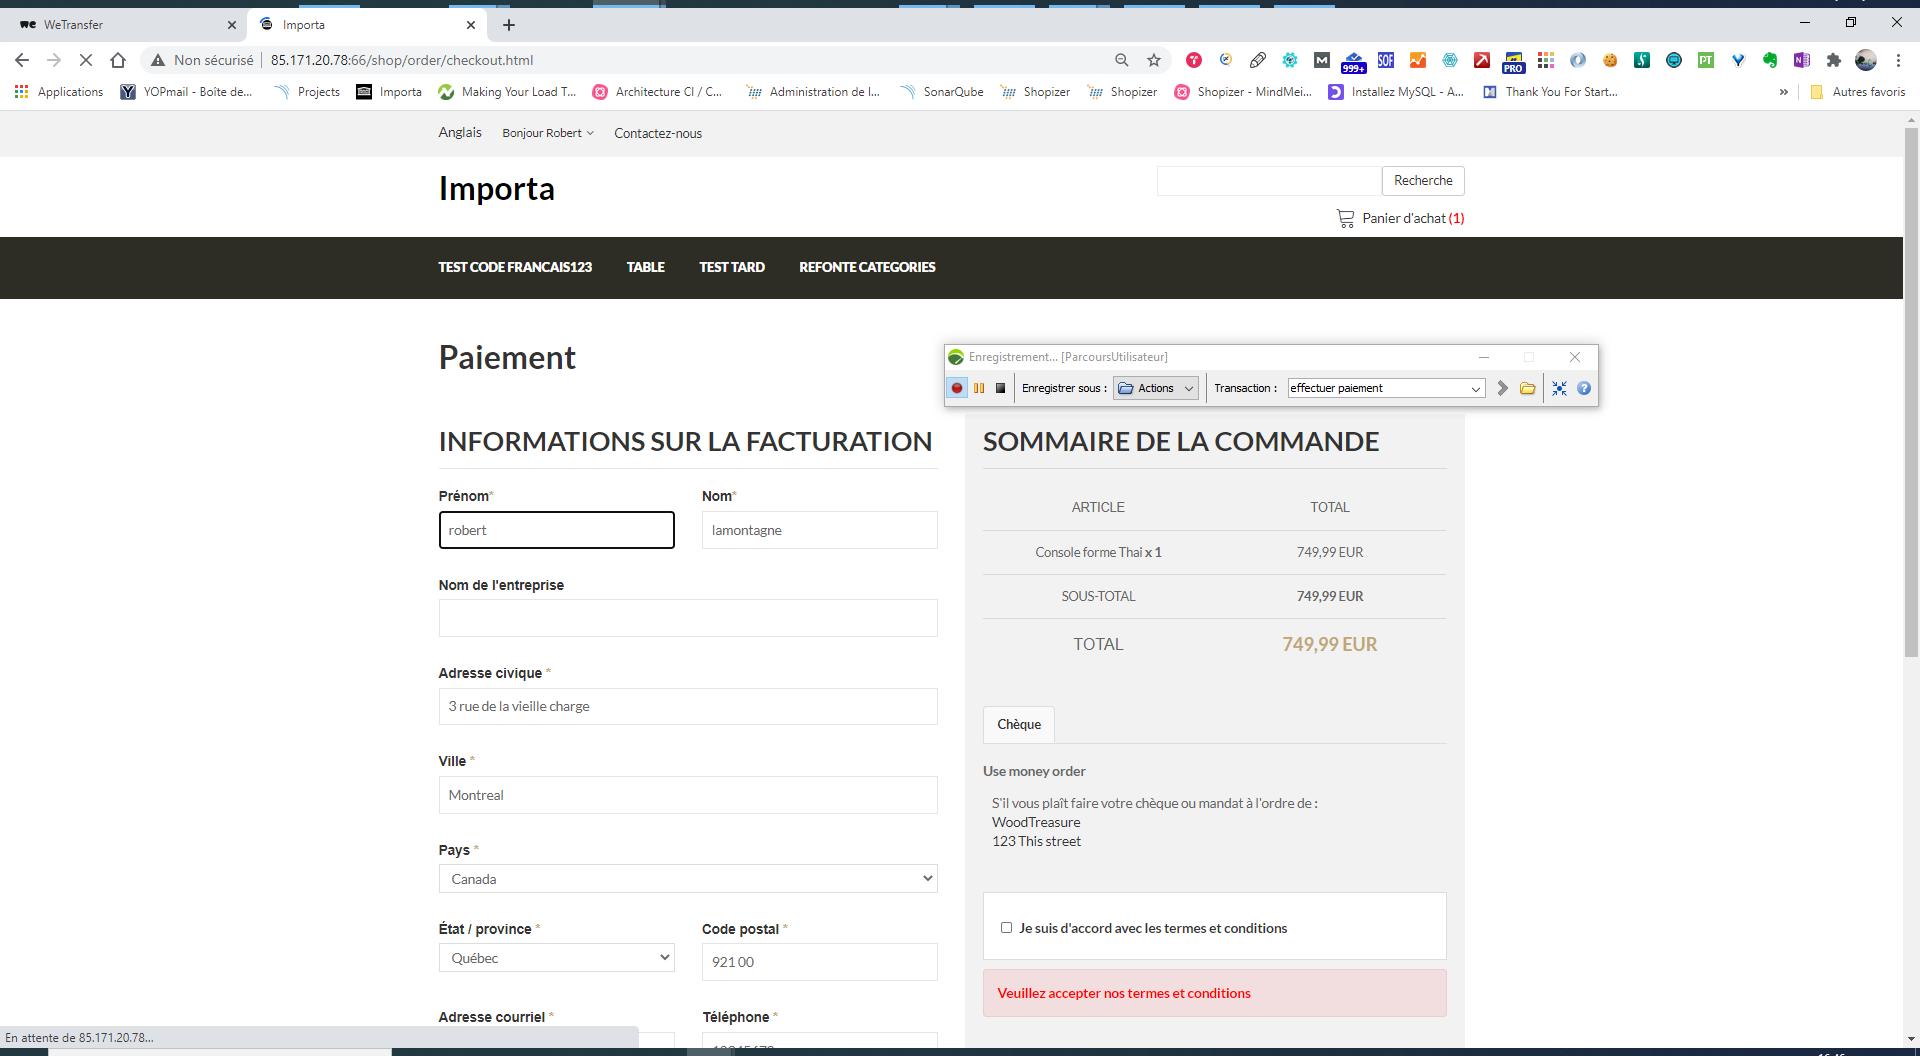 WeTransfer
Importa
Non sécurisé
85.171.20.78:66/shop/order/checkout.html
999+
SOF
PRO
PT
Applications
YOPmail - Boîte de...
Projects
Importa
Making Your Load T...
Architecture CI / C...
Administration de l...
SonarQube
Shopizer
Shopizer
Shopizer - MindMei...
Installez MySQL - A...
Thank You For Start...
Autres favoris
Anglais
Bonjour Robert
Contactez-nous
Importa
Recherche
Panier d'achat (1)
TEST CODE FRANCAIS123
TABLE
TEST TARD
REFONTE CATEGORIES
Paiement
Enregistrement... [ParcoursUtilisateur]
Enregistrer sous :
Actions
Transaction :
effectuer paiement
INFORMATIONS SUR LA FACTURATION
Prénom*
Nom*
robert
lamontagne
Nom de l'entreprise
Adresse civique *
3 rue de la vieille charge
Ville *
Montreal
Pays *
Canada
État / province *
Code postal *
Québec
921 00
Adresse courriel *
Téléphone *
SOMMAIRE DE LA COMMANDE
ARTICLE
TOTAL
Console forme Thai x 1
749,99 EUR
SOUS-TOTAL
749,99 EUR
TOTAL
749,99 EUR
Chèque
Use money order
S'il vous plaît faire votre chèque ou mandat à l'ordre de :
WoodTreasure
123 This street
Je suis d'accord avec les termes et conditions
Veuillez accepter nos termes et conditions
En attente de 85.171.20.78...